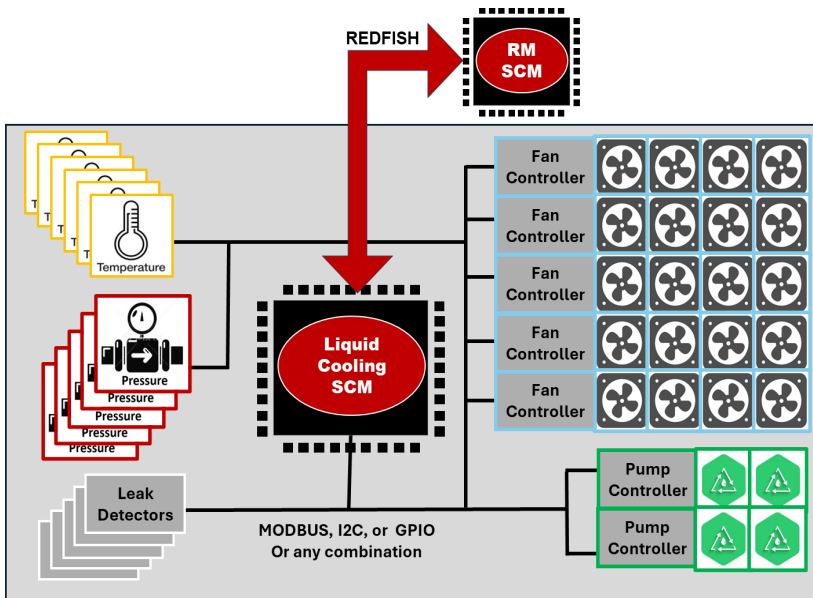 REDFISH
RM
SCM
T
T
T
T
T
Temperature
Pressure
Pressure
Pressure
Pressure
Pressure
Leak
Detectors
Liquid
Cooling
SCM
MODBUS, I2C, or GPIO
Or any combination
Fan
Controller
Fan
Controller
Fan
Controller
Fan
Controller
Fan
Controller
Pump
Controller
Pump
Controller